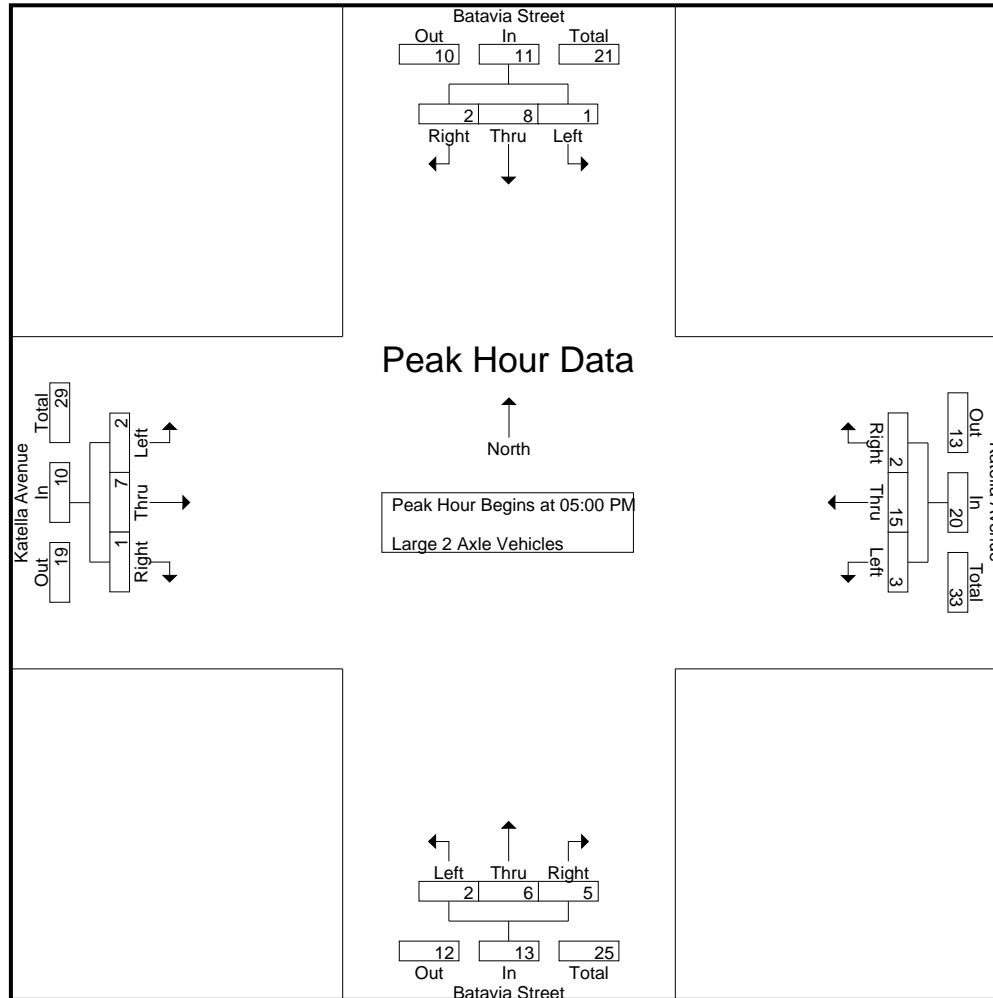 Batavia Street
Out In Total
10 11 21
2 8 1
Right Thru Left
Peak Hour Data
North
Peak Hour Begins at 05:00 PM
Large 2 Axle Vehicles
Katella Avenue
Total In Out
29 10 19
2 7 1
Left Thru Right
Right Thru Left
2 15 3
Out In Total
13 20 33
Katella Avenue
Left Thru Right
2 6 5
12 13 25
Out In Total
Batavia Street